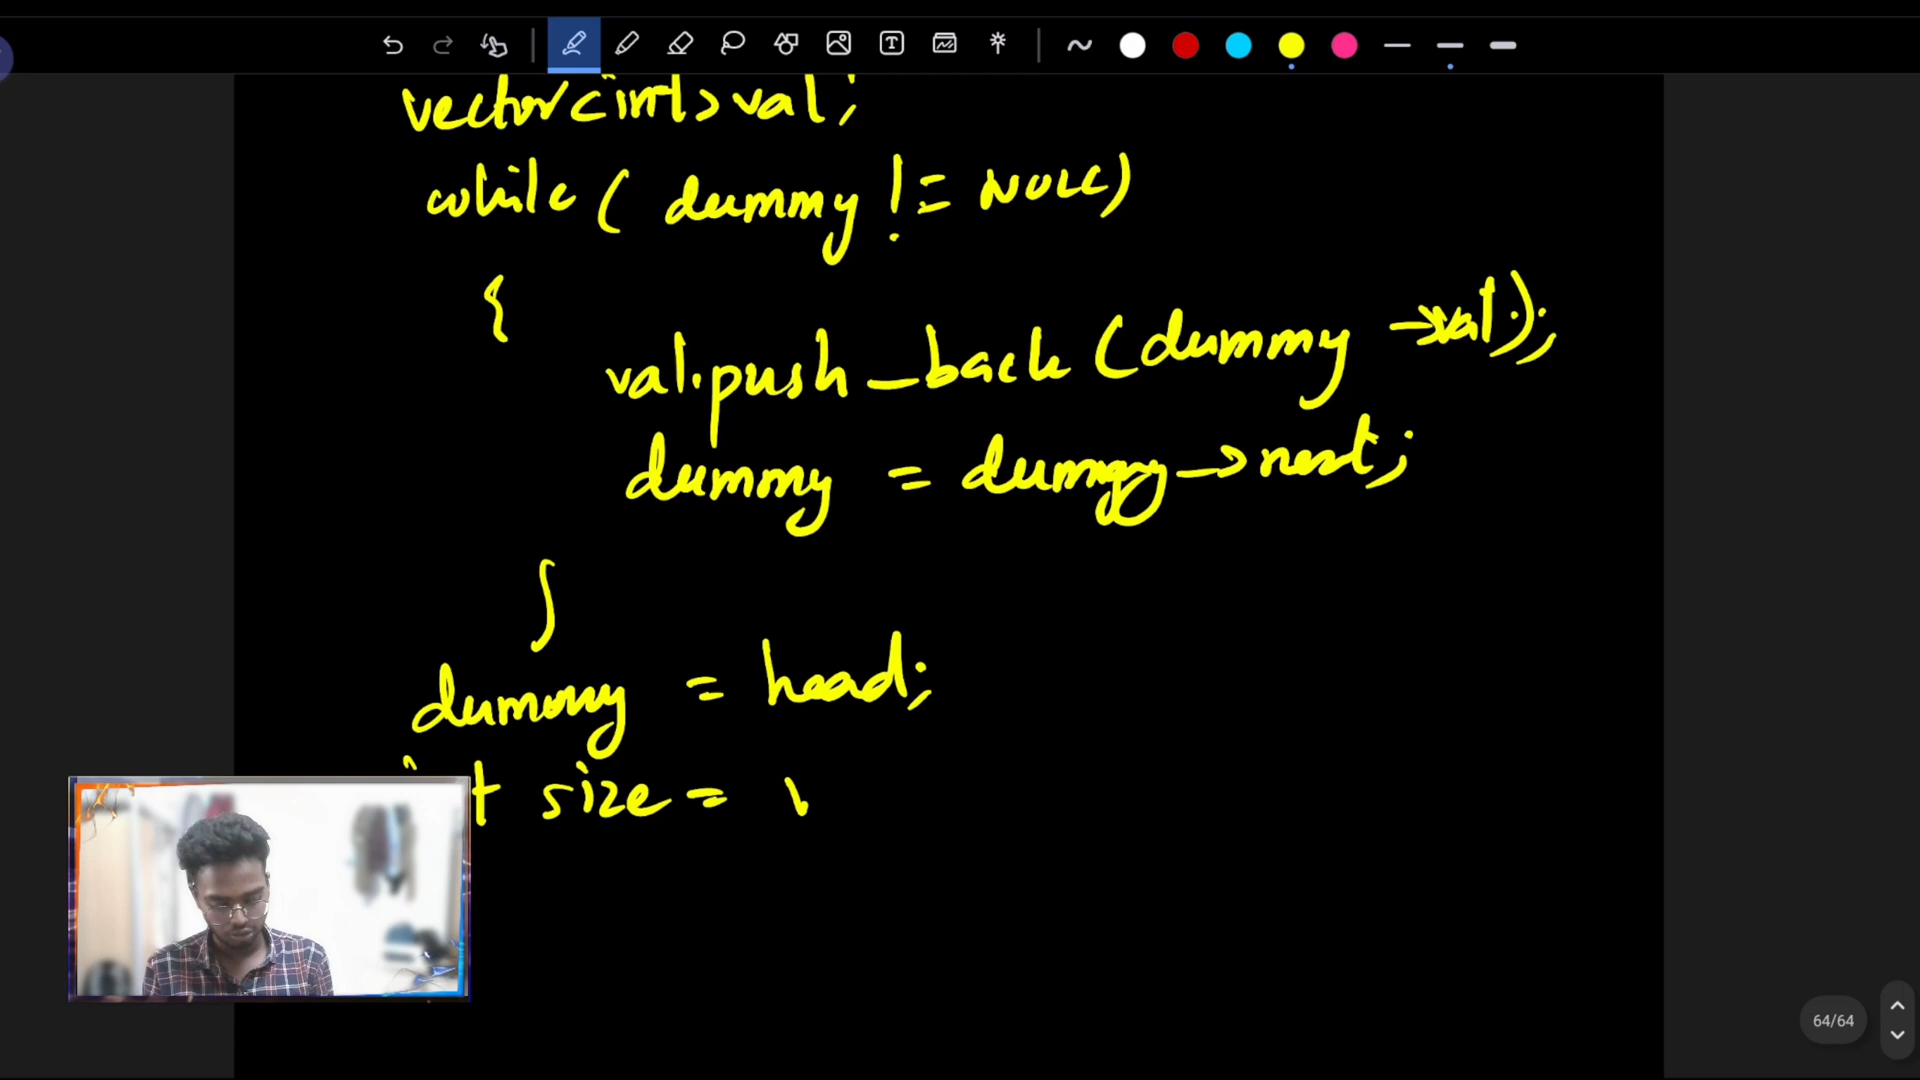 vector<int>val;
while( dummy != NULL)
{
val.push_back(dummy->val);
dummy = dummy->next;
}
dummy = head;
size =
64/64